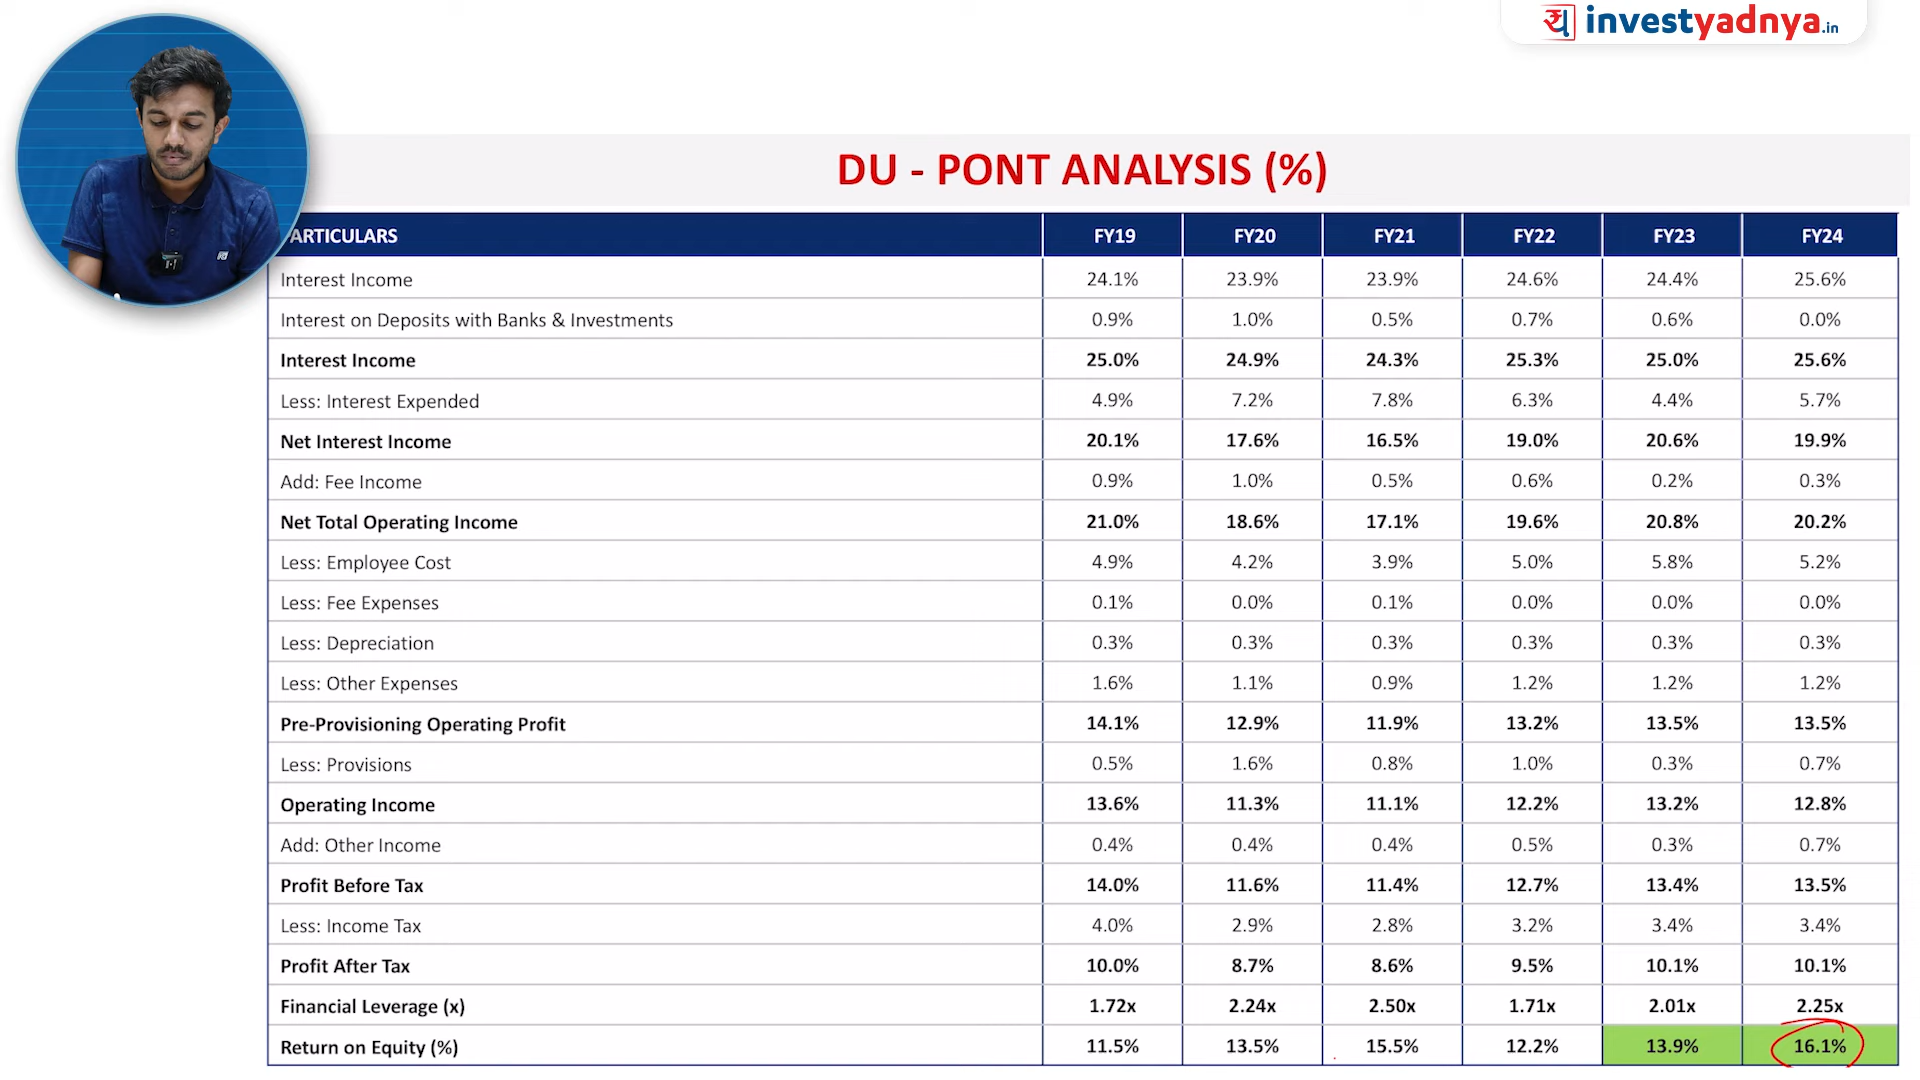 investyadnya.in
DU - PONT ANALYSIS (%)
ARTICULARS FY19 FY20 FY21 FY22 FY23 FY24
Interest Income 24.1% 23.9% 23.9% 24.6% 24.4% 25.6%
Interest on Deposits with Banks & Investments 0.9% 1.0% 0.5% 0.7% 0.6% 0.0%
Interest Income 25.0% 24.9% 24.3% 25.3% 25.0% 25.6%
Less: Interest Expended 4.9% 7.2% 7.8% 6.3% 4.4% 5.7%
Net Interest Income 20.1% 17.6% 16.5% 19.0% 20.6% 19.9%
Add: Fee Income 0.9% 1.0% 0.5% 0.6% 0.2% 0.3%
Net Total Operating Income 21.0% 18.6% 17.1% 19.6% 20.8% 20.2%
Less: Employee Cost 4.9% 4.2% 3.9% 5.0% 5.8% 5.2%
Less: Fee Expenses 0.1% 0.0% 0.1% 0.0% 0.0% 0.0%
Less: Depreciation 0.3% 0.3% 0.3% 0.3% 0.3% 0.3%
Less: Other Expenses 1.6% 1.1% 0.9% 1.2% 1.2% 1.2%
Pre-Provisioning Operating Profit 14.1% 12.9% 11.9% 13.2% 13.5% 13.5%
Less: Provisions 0.5% 1.6% 0.8% 1.0% 0.3% 0.7%
Operating Income 13.6% 11.3% 11.1% 12.2% 13.2% 12.8%
Add: Other Income 0.4% 0.4% 0.4% 0.5% 0.3% 0.7%
Profit Before Tax 14.0% 11.6% 11.4% 12.7% 13.4% 13.5%
Less: Income Tax 4.0% 2.9% 2.8% 3.2% 3.4% 3.4%
Profit After Tax 10.0% 8.7% 8.6% 9.5% 10.1% 10.1%
Financial Leverage (x) 1.72x 2.24x 2.50x 1.71x 2.01x 2.25x
Return on Equity (%) 11.5% 13.5% 15.5% 12.2% 13.9% 16.1%